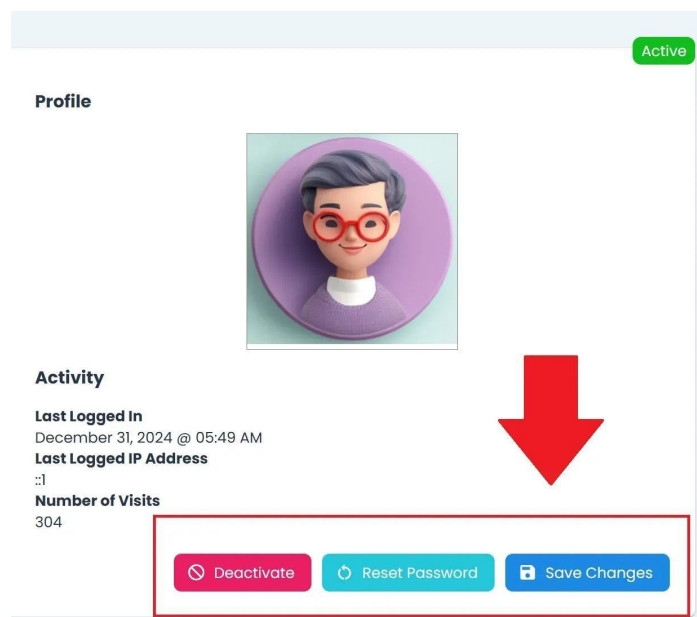 Active
Profile
Activity
Last Logged In
December 31, 2024 @ 05:49 AM
Last Logged IP Address
::1
Number of Visits
304
Deactivate
Reset Password
Save Changes